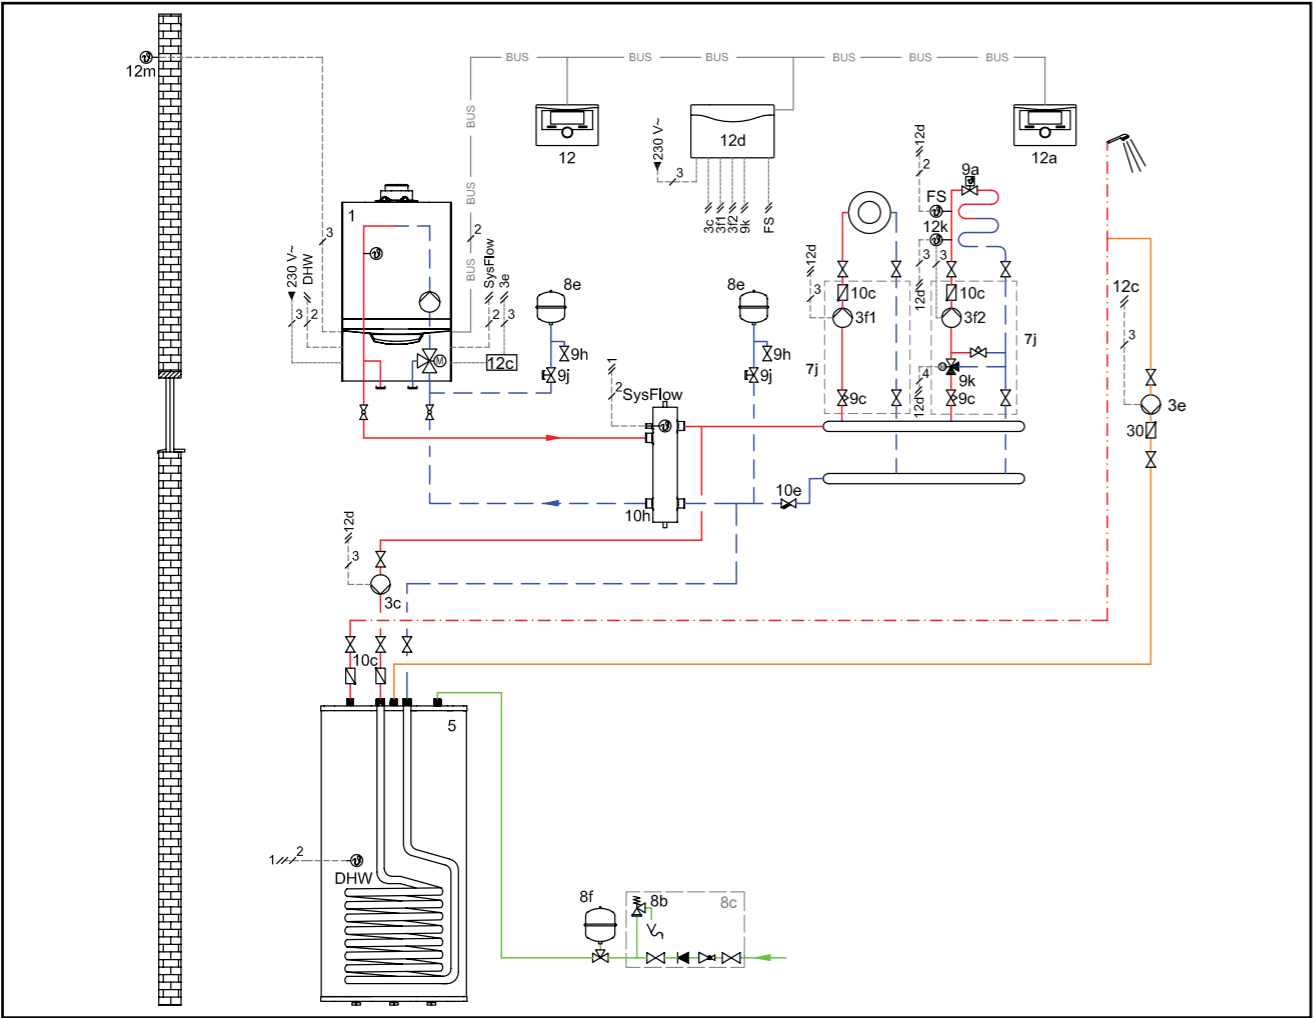 BUS BUS BUS BUS BUS BUS
12m
BUS
12
12d
12a
230 V~
3
3c
3f1
3f2
9k
FS
12d
2
9a
FS
12k
1
BUS
3
2
BUS
230 V~
DHW
3
2
SysFlow
3e
2
3
12c
M
8e
9h
9j
8e
9h
9j
12d
3
10c
3f1
7j
9c
12d
3
3
10c
3f2
7j
12d
4
9k
9c
12c
3
3e
30
1
2
SysFlow
10h
10e
12d
3
3c
10c
5
1
2
DHW
8f
8b
8c